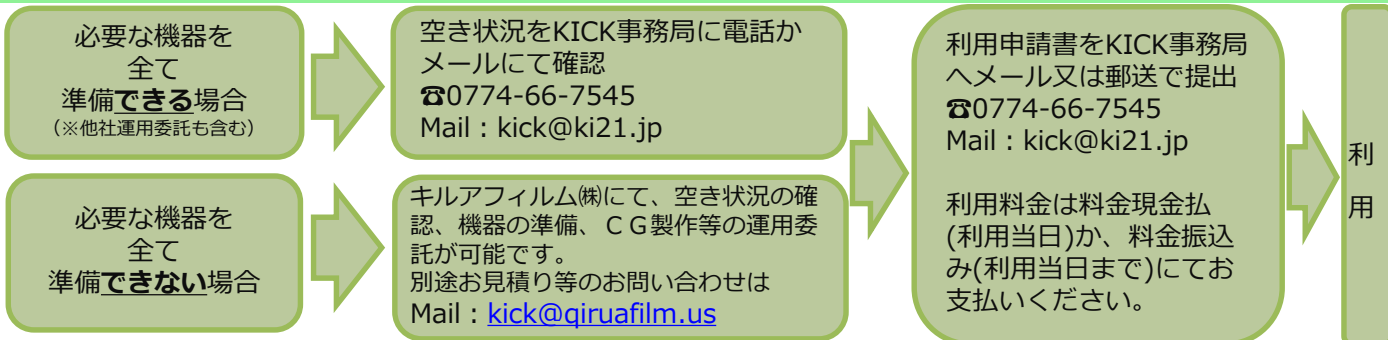 必要な機器を
全て
準備できる場合
（※他社運用委託も含む）
空き状況をKICK事務局に電話か
メールにて確認
☎0774-66-7545
Mail：kick@ki21.jp
必要な機器を
全て
準備できない場合
キルアフィルム㈱にて、空き状況の確
認、機器の準備、ＣＧ製作等の運用委
託が可能です。
別途お見積り等のお問い合わせは
Mail：kick@qiruafilm.us
利用申請書をKICK事務局
へメール又は郵送で提出
☎0774-66-7545
Mail：kick@ki21.jp
利用料金は料金現金払
(利用当日)か、料金振込
み(利用当日まで)にてお
支払いください。
利
用